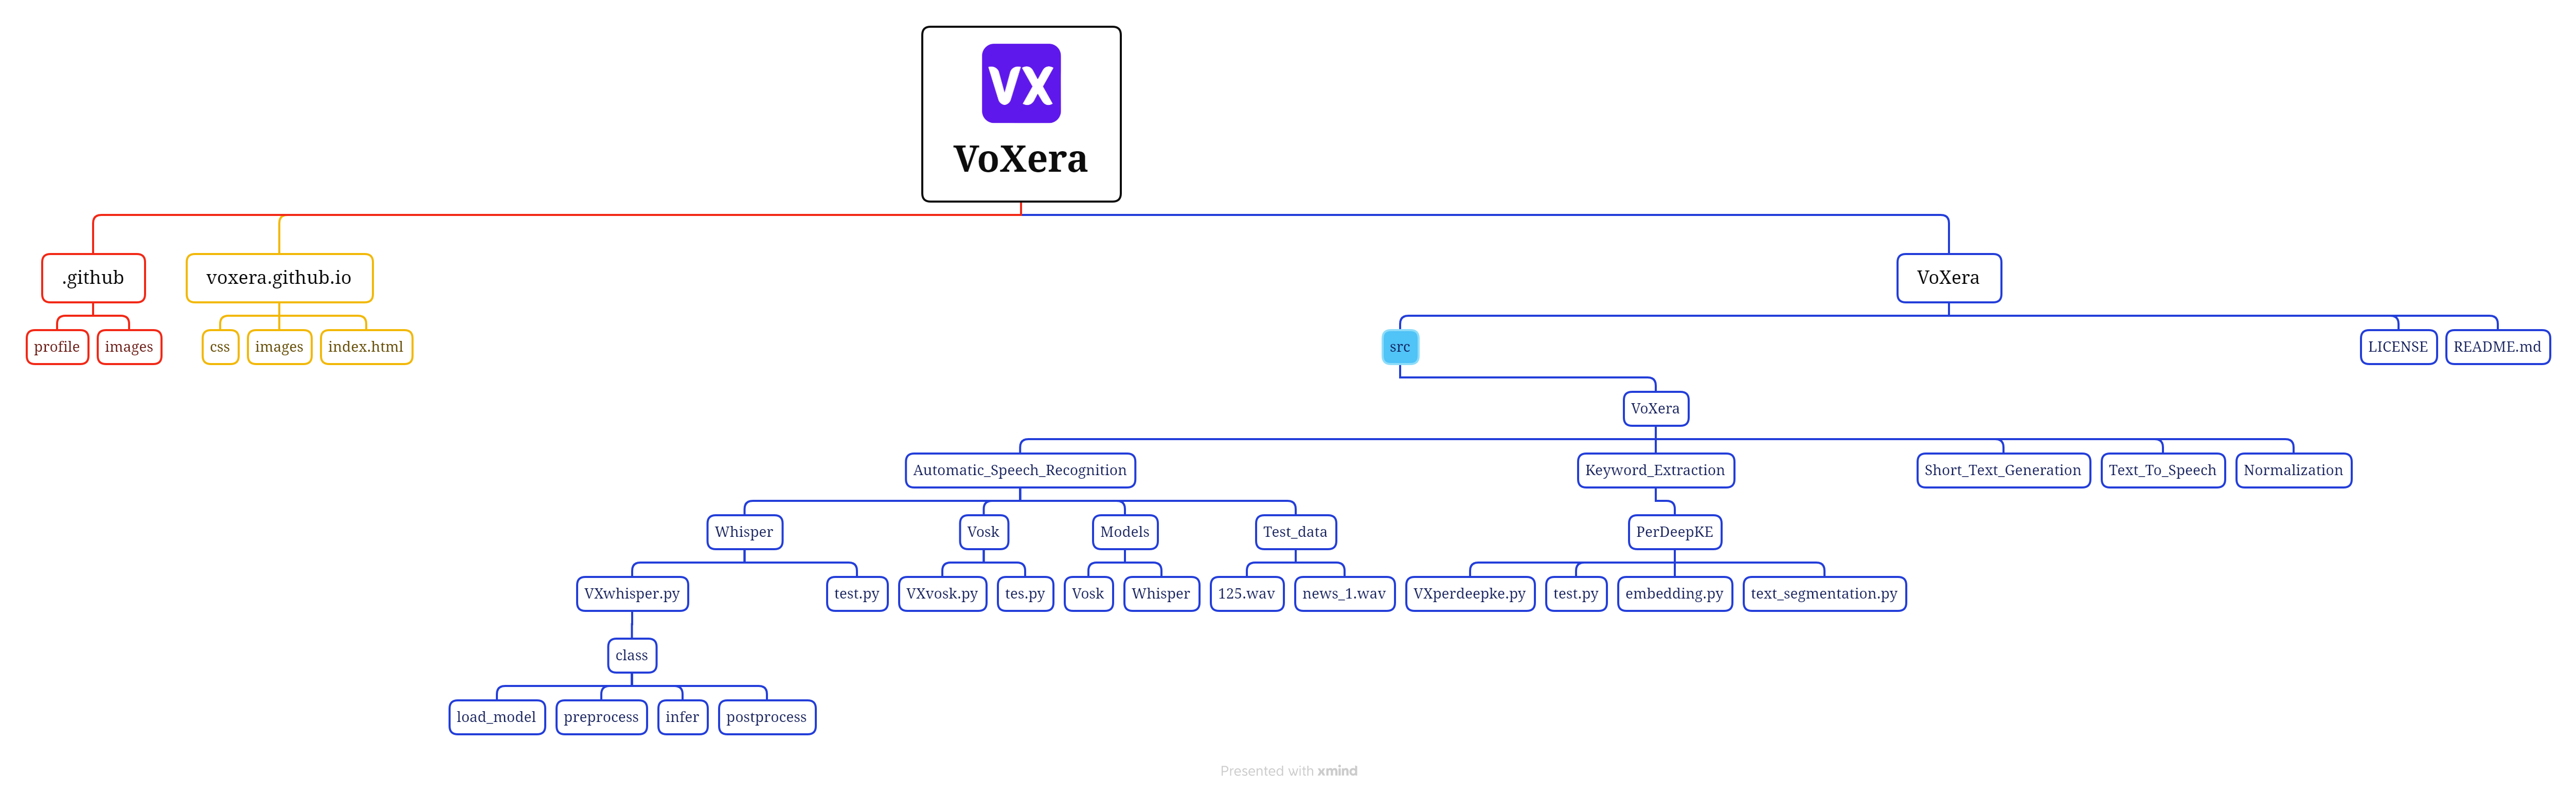 VX
VoXera
.github
voxera.github.io
VoXera
profile
images
css
images
index.html
src
LICENSE
README.md
VoXera
Automatic_Speech_Recognition
Keyword_Extraction
Short_Text_Generation
Text_To_Speech
Normalization
Whisper
Vosk
Models
Test_data
PerDeepKE
VXwhisper.py
test.py
VXvosk.py
tes.py
Vosk
Whisper
125.wav
news_1.wav
VXperdeepke.py
test.py
embedding.py
text_segmentation.py
class
load_model
preprocess
infer
postprocess
Presented with xmind